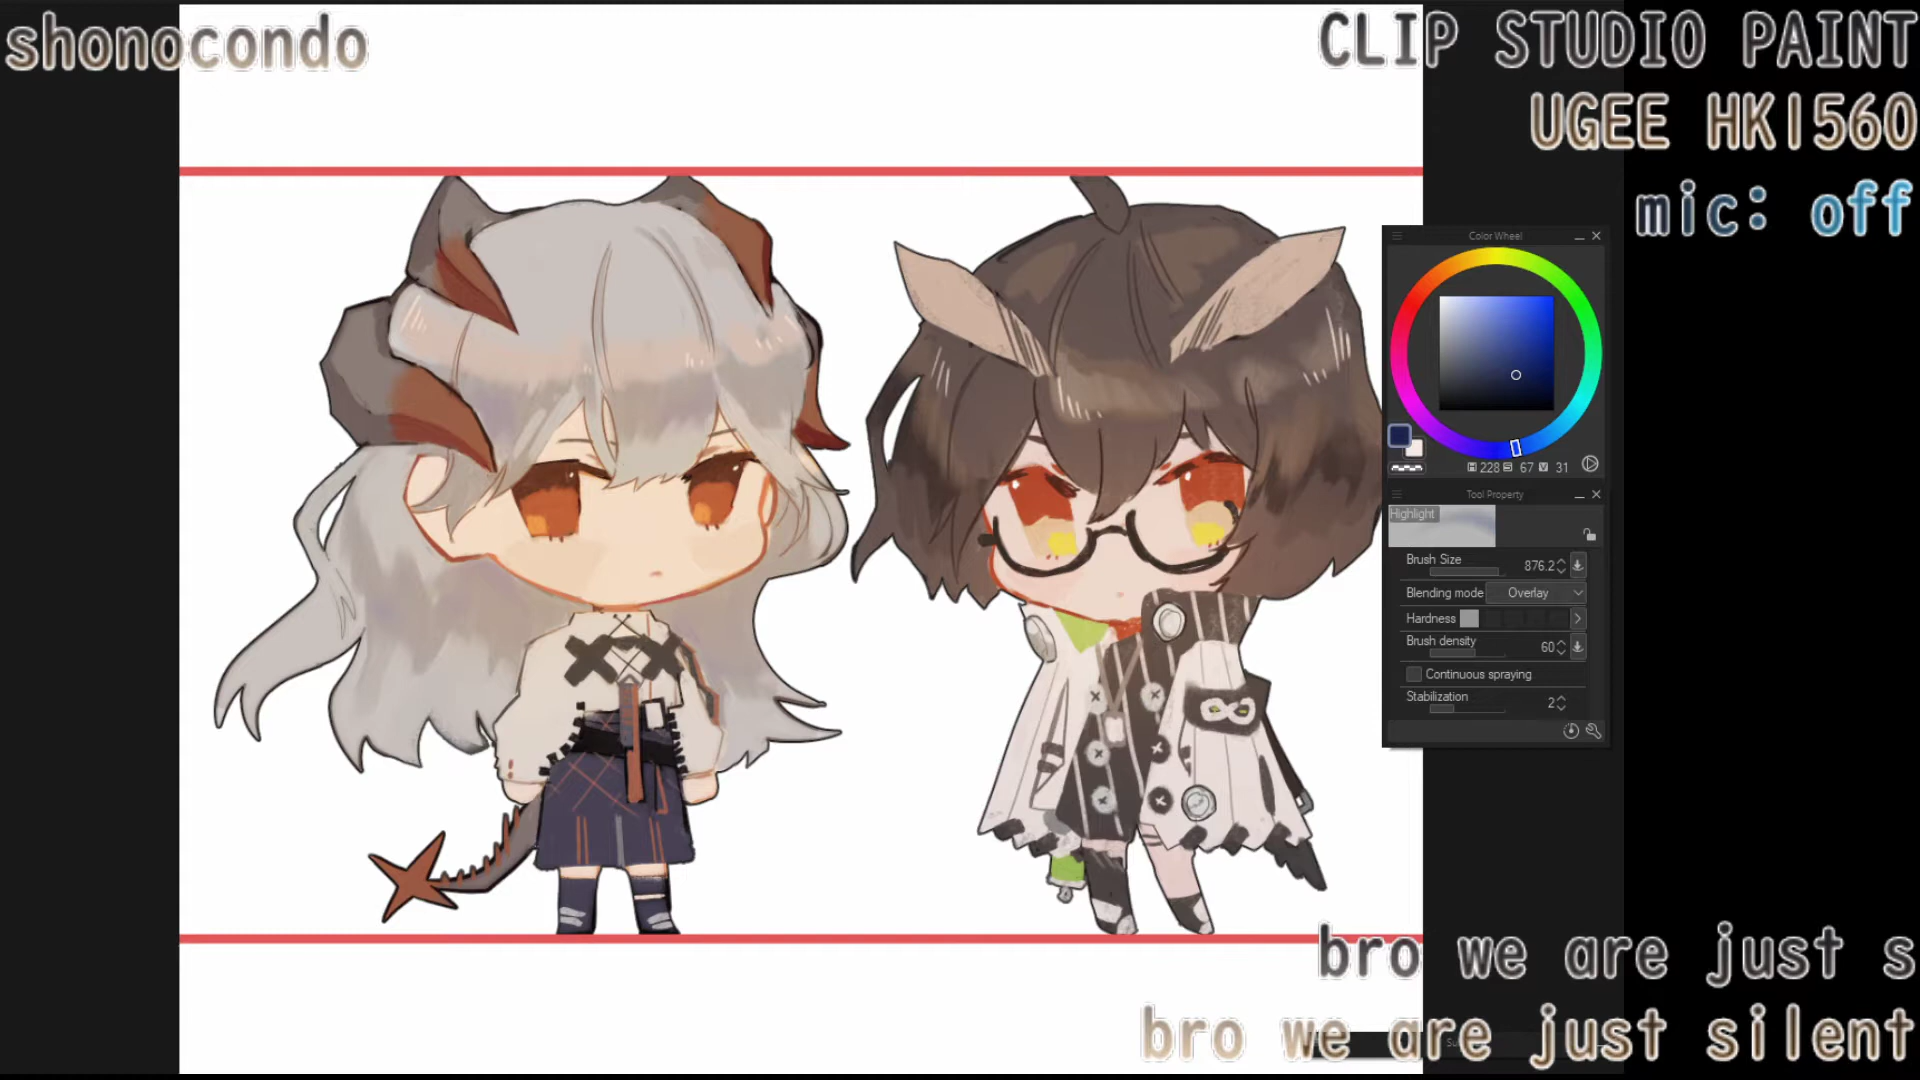 shonocondo
CLIP STUDIO PAINT
UGEE HK1560
mic: off
Color Wheel
H 228 S 67 V 31
Tool Property
Highlight
Brush Size 876.2
Blending mode Overlay
Hardness
Brush density 60
Continuous spraying
Stabilization 2
bro we are just s
bro we are just silent